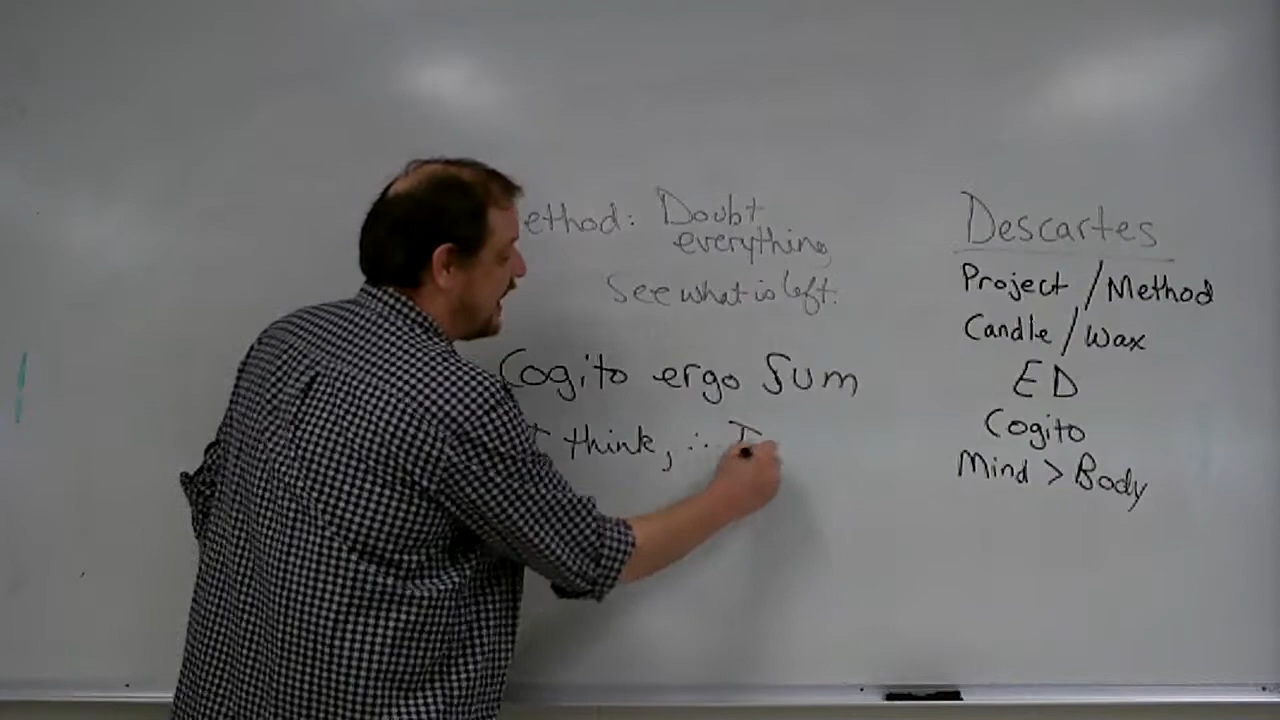 ethod: Doubt
everything
See what is left.
Cogito ergo Sum
I think, ∴ I
Descartes
Project / Method
Candle / Wax
ED
Cogito
Mind > Body